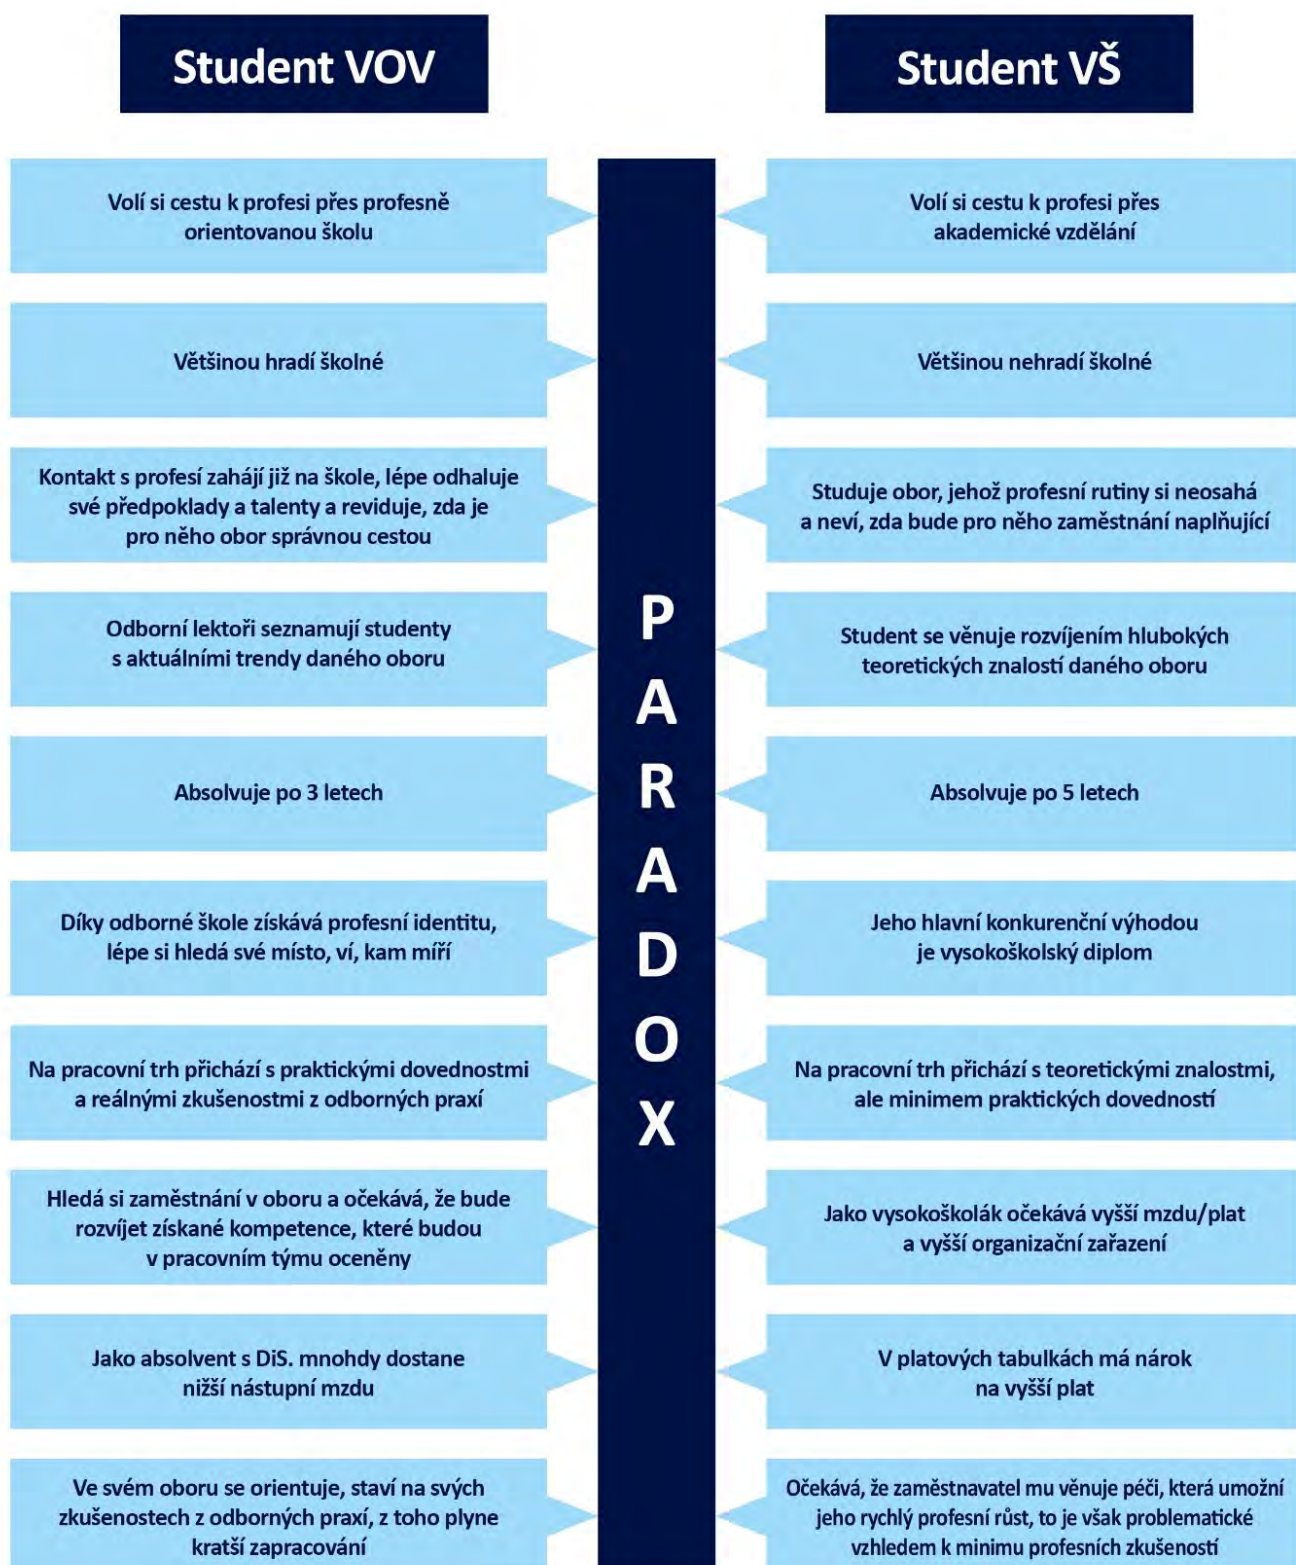 Student VOV
Student VŠ
Volí si cestu k profesi přes profesně
orientovanou školu
Volí si cestu k profesi přes
akademické vzdělání
Většinou hradí školné
Většinou nehradí školné
Kontakt s profesí zahájí již na škole, lépe odhaluje
své předpoklady a talenty a reviduje, zda je
pro něho obor správnou cestou
Studuje obor, jehož profesní rutiny si neosahá
a neví, zda bude pro něho zaměstnání naplňující
Odborní lektoři seznamují studenty
s aktuálními trendy daného oboru
Student se věnuje rozvíjením hlubokých
teoretických znalostí daného oboru
Absolvuje po 3 letech
Absolvuje po 5 letech
Díky odborné škole získává profesní identitu,
lépe si hledá své místo, ví, kam míří
Jeho hlavní konkurenční výhodou
je vysokoškolský diplom
Na pracovní trh přichází s praktickými dovednostmi
a reálnými zkušenostmi z odborných praxí
Na pracovní trh přichází s teoretickými znalostmi,
ale minimem praktických dovedností
Hledá si zaměstnání v oboru a očekává, že bude
rozvíjet získané kompetence, které budou
v pracovním týmu oceněny
Jako vysokoškolák očekává vyšší mzdu/plat
a vyšší organizační zařazení
Jako absolvent s DiS. mnohdy dostane
nižší nástupní mzdu
V platových tabulkách má nárok
na vyšší plat
Ve svém oboru se orientuje, staví na svých
zkušenostech z odborných praxí, z toho plyne
kratší zapracování
Očekává, že zaměstnavatel mu věnuje péči, která umožní
jeho rychlý profesní růst, to je však problematické
vzhledem k minimu profesních zkušeností
P
A
R
A
D
O
X